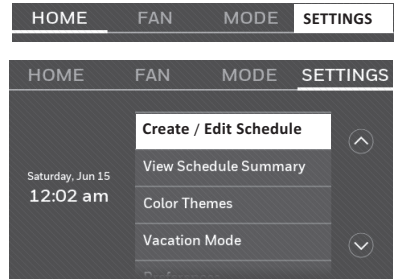 HOME FAN MODE SETTINGS
HOME FAN MODE SETTINGS
Create / Edit Schedule
View Schedule Summary
Saturday, Jun 15
12:02 am
Color Themes
Vacation Mode
Preferences